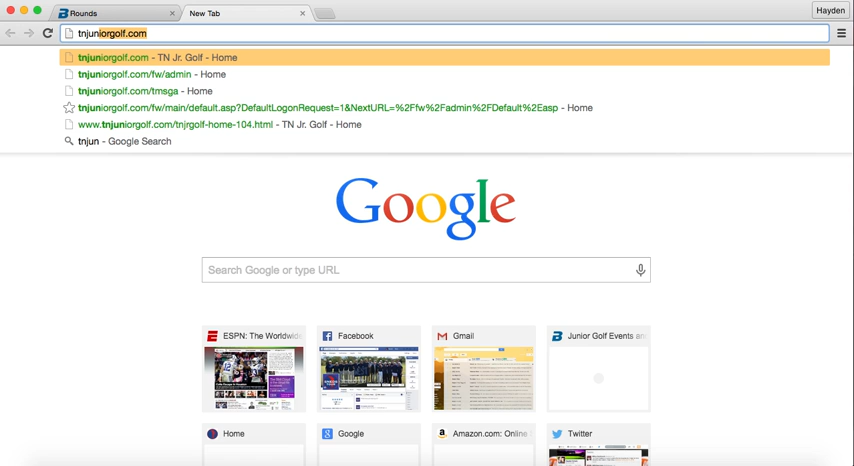 Rounds
New Tab
Hayden
tnjuniorgolf.com
tnjuniorgolf.com - TN Jr. Golf - Home
tnjuniorgolf.com/fw/admin - Home
tnjuniorgolf.com/tmsga - Home
tnjuniorgolf.com/fw/main/default.asp?DefaultLogonRequest=1&NextURL=%2Ffw%2Fadmin%2FDefault%2Easp - Home
www.tnjuniorgolf.com/tnjrgolf-home-104.html - TN Jr. Golf - Home
tnjun - Google Search
Google
Search Google or type URL
ESPN: The Worldwid
Facebook
Gmail
Junior Golf Events an
Home
Google
Amazon.com: Online
Twitter